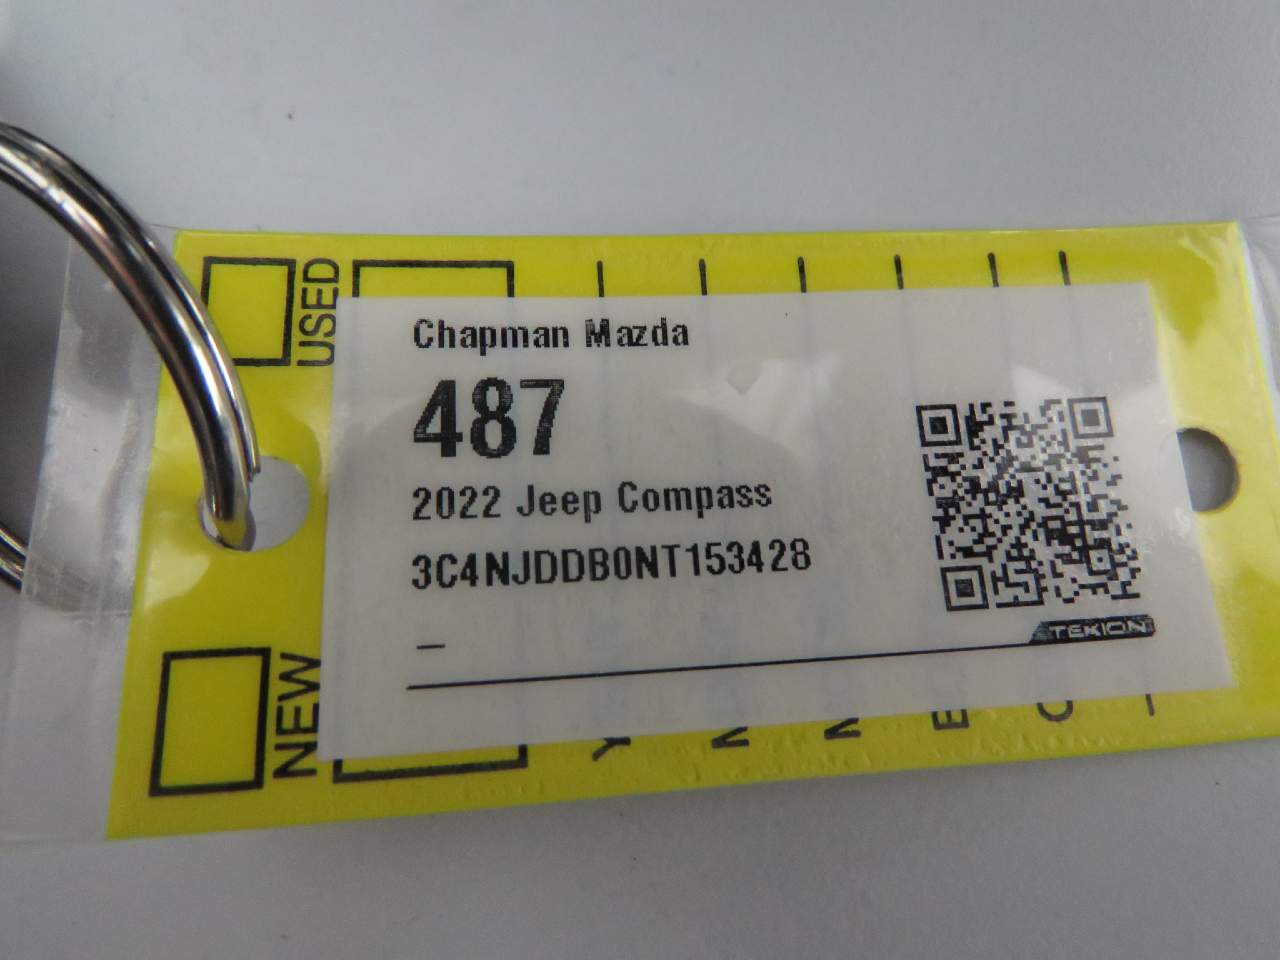 USED
Chapman Mazda
487
2022 Jeep Compass
3C4NJDDB0NT153428
–
TEKION
NEW